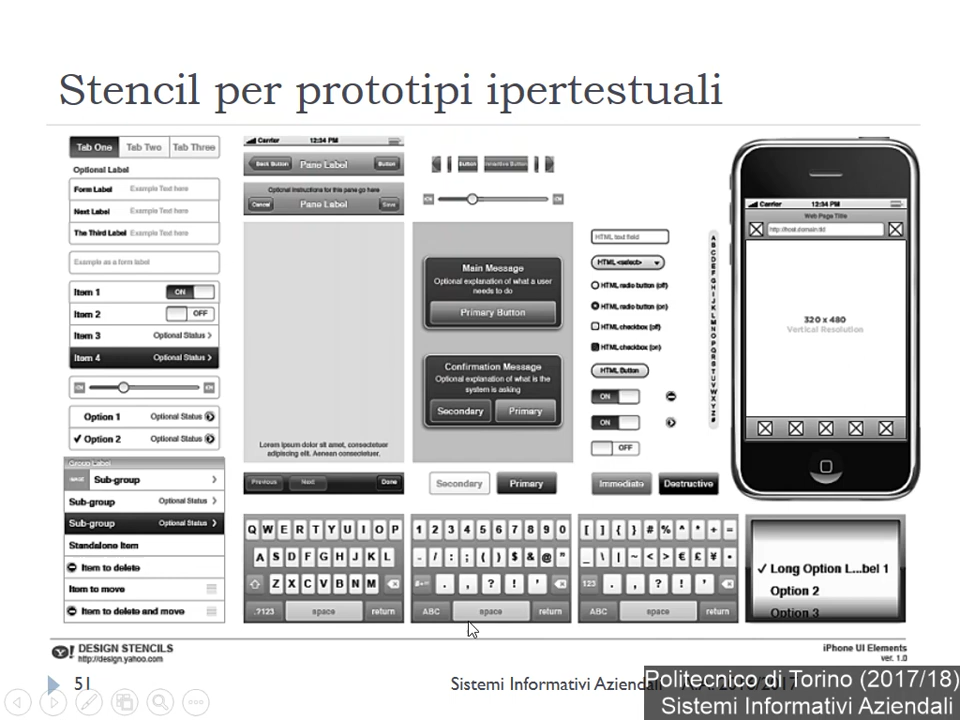 Stencil per prototipi ipertestuali
Tab One Tab Two Tab Three
Optional Label
Form Label Example Text here
Next Label Example Text here
The Third Label Example Text here
Example as a form label
Item 1 ON
Item 2 OFF
Item 3 Optional Status
Item 4 Optional Status
Option 1 Optional Status
✓ Option 2 Optional Status
Group Label
Sub-group
Sub-group Optional Status
Sub-group Optional Status
Standalone Item
Item to delete
Item to move
Item to delete and move
Carrier 12:34 PM
Back Button Pane Label Button
Optional Instructions for this pane go here
Cancel Pane Label Save
Lorem ipsum dolor sit amet, consectetuer
adipiscing elit. Aenean consectetuer.
Previous Next Done
Button
Main Message
Optional explanation of what a user
needs to do
Primary Button
Confirmation Message
Optional explanation of what is the
system is asking
Secondary Primary
Secondary Primary
HTML text field
HTML <select>
HTML radio button (off)
HTML radio button (on)
HTML checkbox (off)
HTML checkbox (on)
HTML Button
ON
ON
OFF
Immediate Destructive
A
B
C
D
E
F
G
H
I
J
K
L
M
N
O
P
Q
R
S
T
U
V
W
X
Y
Z
#
Carrier 12:34 PM
Web Page Title
http://host.domain.tld
320 x 480
Vertical Resolution
Q W E R T Y U I O P
A S D F G H J K L
Z X C V B N M
.?123 space return
1 2 3 4 5 6 7 8 9 0
- / : ; ( ) $ & @ "
#+= . , ? ! '
ABC space return
[ ] { } # % ^ * + =
_ \ | ~ < > € £ ¥ •
123 . , ? ! '
ABC space return
✓ Long Option L...bel 1
Option 2
Option 3
Y! DESIGN STENCILS
http://design.yahoo.com
iPhone UI Elements
ver. 1.0
51
Sistemi Informativi Aziendali A.A. 2016/2017
Politecnico di Torino (2017/18)
Sistemi Informativi Aziendali